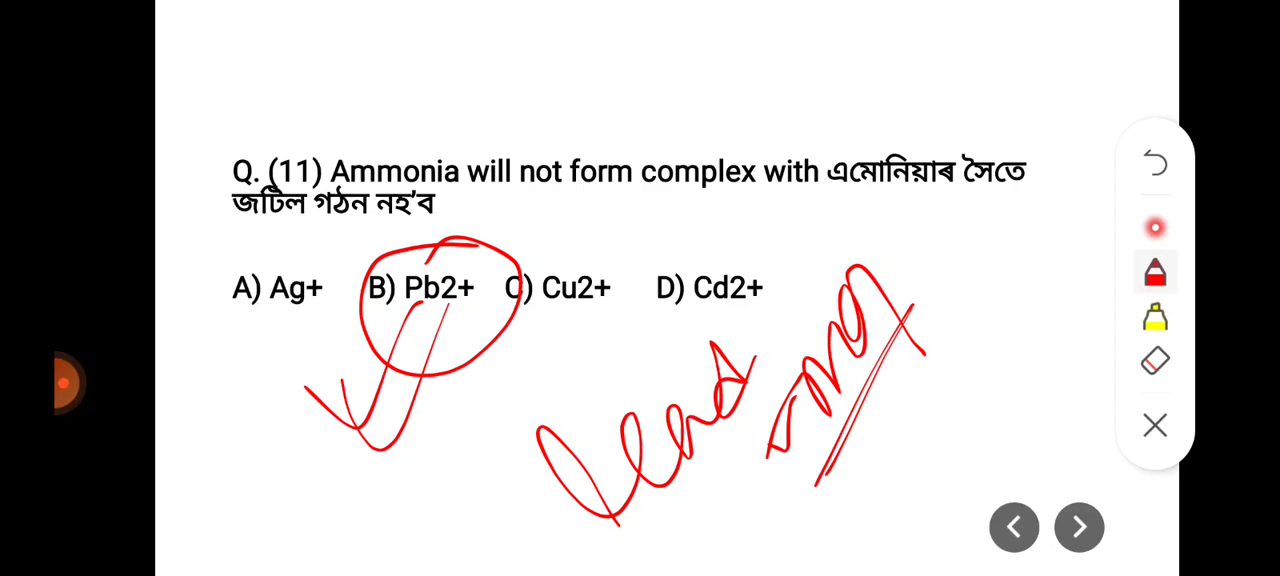 Q. (11) Ammonia will not form complex with এমোনিয়াৰ সৈতে
জটিল গঠন নহ'ব
A) Ag+ B) Pb2+ C) Cu2+ D) Cd2+